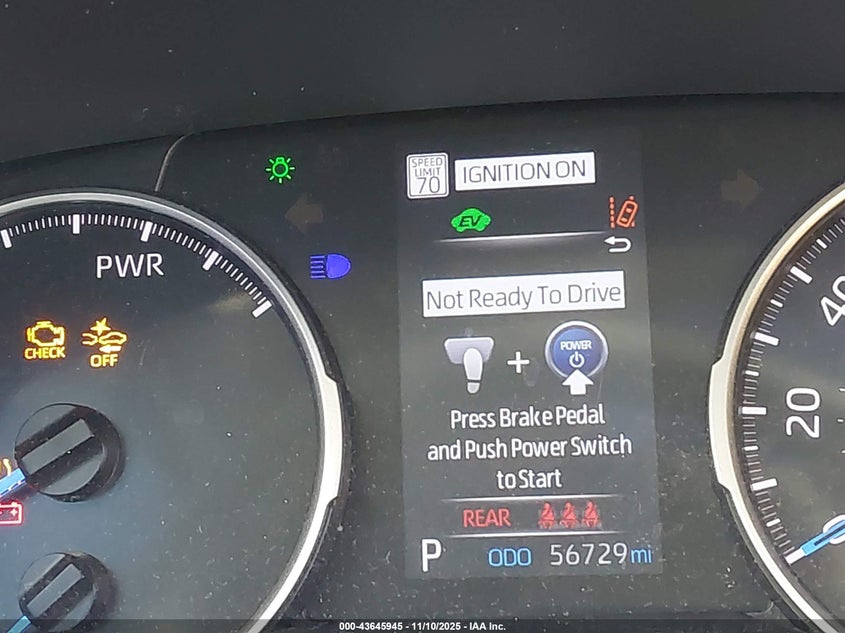 SPEED
LIMIT
70
IGNITION ON
EV
PWR
Not Ready To Drive
CHECK
OFF
POWER
+
Press Brake Pedal
and Push Power Switch
to Start
REAR
P
ODO 56729 mi
20
40
0
000-43645945 - 11/10/2025 - IAA Inc.